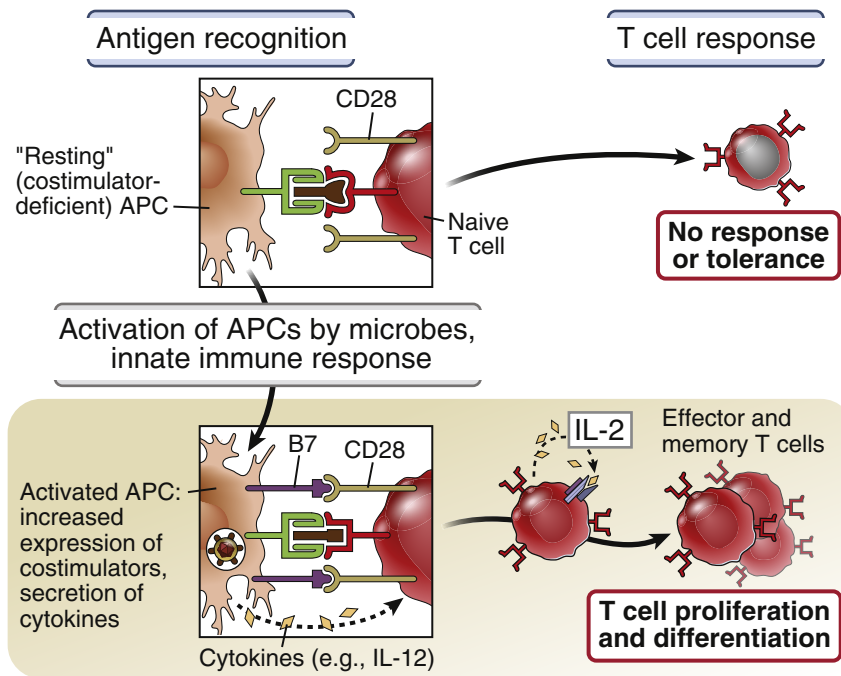 Antigen recognition
T cell response
CD28
"Resting"
(costimulator-
deficient) APC
Naive
T cell
No response
or tolerance
Activation of APCs by microbes,
innate immune response
B7
CD28
IL-2
Effector and
memory T cells
Activated APC:
increased
expression of
costimulators,
secretion of
cytokines
Cytokines (e.g., IL-12)
T cell proliferation
and differentiation